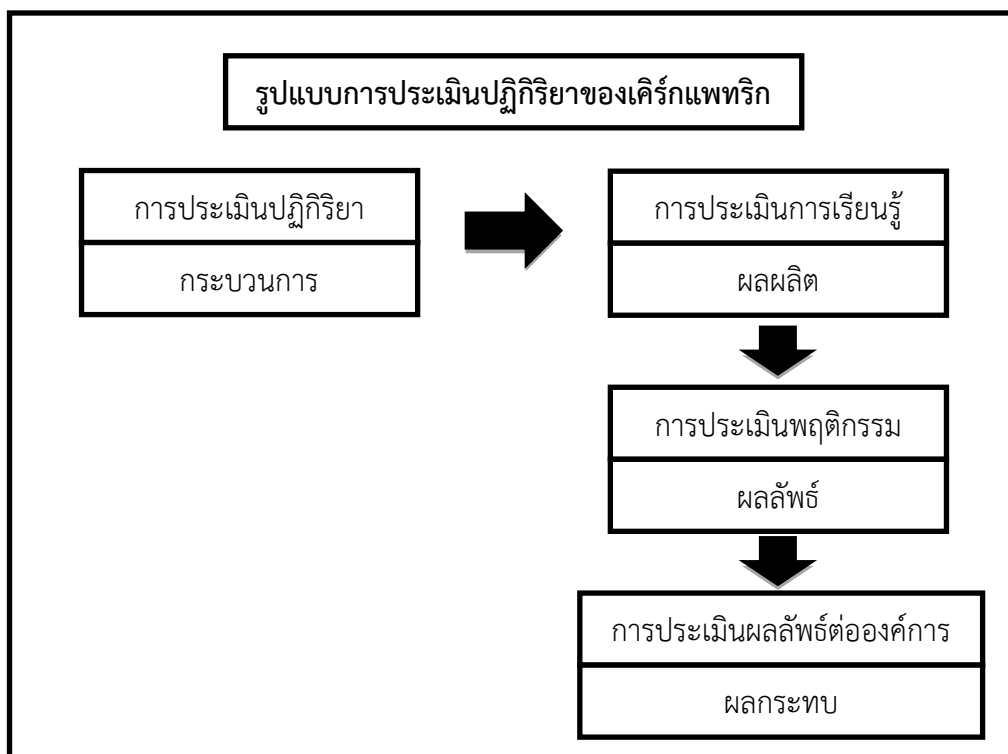 รูปแบบการประเมินปฏิกิริยาของเคิร์กแพทริก
การประเมินปฏิกิริยา
กระบวนการ
การประเมินการเรียนรู้
ผลผลิต
การประเมินพฤติกรรม
ผลลัพธ์
การประเมินผลลัพธ์ต่อองค์การ
ผลกระทบ